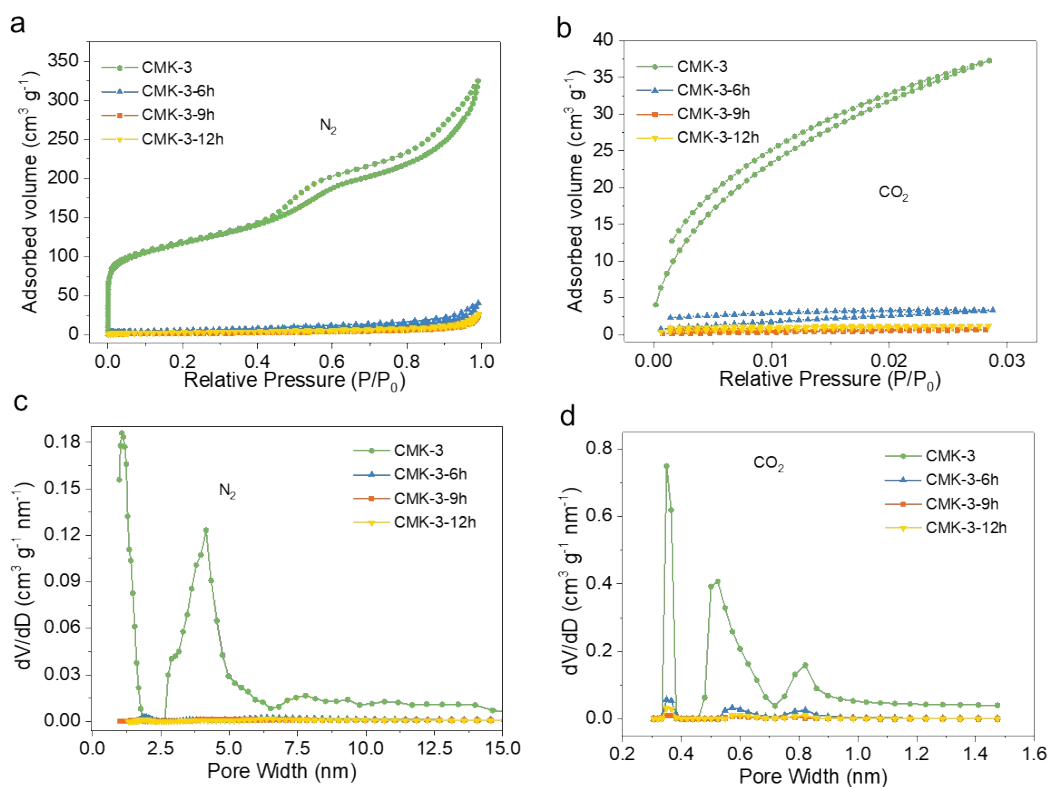 a
350
300
250
200
150
100
50
0
Adsorbed volume (cm³ g⁻¹)
CMK-3
CMK-3-6h
CMK-3-9h
CMK-3-12h
N₂
0.0 0.2 0.4 0.6 0.8 1.0
Relative Pressure (P/P₀)
b
40
35
30
25
20
15
10
5
0
Adsorbed volume (cm³ g⁻¹)
CMK-3
CMK-3-6h
CMK-3-9h
CMK-3-12h
CO₂
0.00 0.01 0.02 0.03
Relative Pressure (P/P₀)
c
0.18
0.15
0.12
0.09
0.06
0.03
0.00
dV/dD (cm³ g⁻¹ nm⁻¹)
N₂
CMK-3
CMK-3-6h
CMK-3-9h
CMK-3-12h
0.0 2.5 5.0 7.5 10.0 12.5 15.0
Pore Width (nm)
d
0.8
0.6
0.4
0.2
0.0
dV/dD (cm³ g⁻¹ nm⁻¹)
CO₂
CMK-3
CMK-3-6h
CMK-3-9h
CMK-3-12h
0.2 0.4 0.6 0.8 1.0 1.2 1.4 1.6
Pore Width (nm)